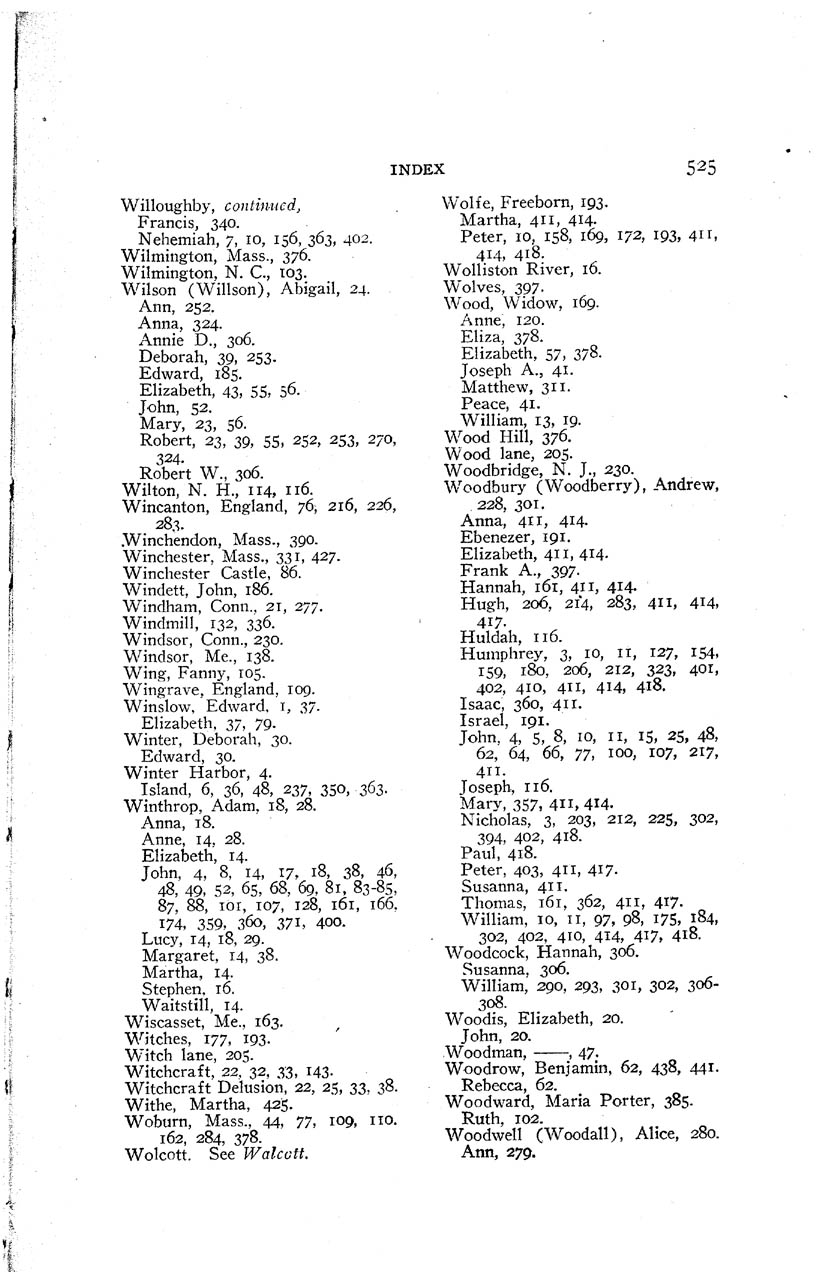 INDEX 525
Willoughby, continued,
Francis, 340.
Nehemiah, 7, 10, 156, 363, 402.
Wilmington, Mass., 376.
Wilmington, N. C., 103.
Wilson (Willson), Abigail, 24.
Ann, 252.
Anna, 324.
Annie D., 306.
Deborah, 39, 253.
Edward, 185.
Elizabeth, 43, 55, 56.
John, 52.
Mary, 23, 56.
Robert, 23, 39, 55, 252, 253, 270,
324.
Robert W., 306.
Wilton, N. H., 114, 116.
Wincanton, England, 76, 216, 226,
283.
Winchendon, Mass., 390.
Winchester, Mass., 331, 427.
Winchester Castle, 86.
Windett, John, 186.
Windham, Conn., 21, 277.
Windmill, 132, 336.
Windsor, Conn., 230.
Windsor, Me., 138.
Wing, Fanny, 105.
Wingrave, England, 109.
Winslow, Edward, 1, 37.
Elizabeth, 37, 79.
Winter, Deborah, 30.
Edward, 30.
Winter Harbor, 4.
Island, 6, 36, 48, 237, 350, 363.
Winthrop, Adam, 18, 28.
Anna, 18.
Anne, 14, 28.
Elizabeth, 14.
John, 4, 8, 14, 17, 18, 38, 46,
48, 49, 52, 65, 68, 69, 81, 83-85,
87, 88, 101, 107, 128, 161, 166,
174, 359, 360, 371, 400.
Lucy, 14, 18, 29.
Margaret, 14, 38.
Martha, 14.
Stephen, 16.
Waitstill, 14.
Wiscasset, Me., 163.
Witches, 177, 193.
Witch lane, 205.
Witchcraft, 22, 32, 33, 143.
Witchcraft Delusion, 22, 25, 33, 38.
Withe, Martha, 425.
Woburn, Mass., 44, 77, 109, 110.
162, 284, 378.
Wolcott. See Walcott.
Wolfe, Freeborn, 193.
Martha, 411, 414.
Peter, 10, 158, 169, 172, 193, 411,
414, 418.
Wolliston River, 16.
Wolves, 397.
Wood, Widow, 169.
Anne, 120.
Eliza, 378.
Elizabeth, 57, 378.
Joseph A., 41.
Matthew, 311.
Peace, 41.
William, 13, 19.
Wood Hill, 376.
Wood lane, 205.
Woodbridge, N. J., 230.
Woodbury (Woodberry), Andrew,
228, 301.
Anna, 411, 414.
Ebenezer, 191.
Elizabeth, 411, 414.
Frank A., 397.
Hannah, 161, 411, 414.
Hugh, 206, 214, 283, 411, 414,
417.
Huldah, 116.
Humphrey, 3, 10, 11, 127, 154,
159, 180, 206, 212, 323, 401,
402, 410, 411, 414, 418.
Isaac, 360, 411.
Israel, 191.
John, 4, 5, 8, 10, 11, 15, 25, 48,
62, 64, 66, 77, 100, 107, 217,
411.
Joseph, 116.
Mary, 357, 411, 414.
Nicholas, 3, 203, 212, 225, 302,
394, 402, 418.
Paul, 418.
Peter, 403, 411, 417.
Susanna, 411.
Thomas, 161, 362, 411, 417.
William, 10, 11, 97, 98, 175, 184,
302, 402, 410, 414, 417, 418.
Woodcock, Hannah, 306.
Susanna, 306.
William, 290, 293, 301, 302, 306-
308.
Woodis, Elizabeth, 20.
John, 20.
Woodman, ——, 47.
Woodrow, Benjamin, 62, 438, 441.
Rebecca, 62.
Woodward, Maria Porter, 385.
Ruth, 102.
Woodwell (Woodall), Alice, 280.
Ann, 279.